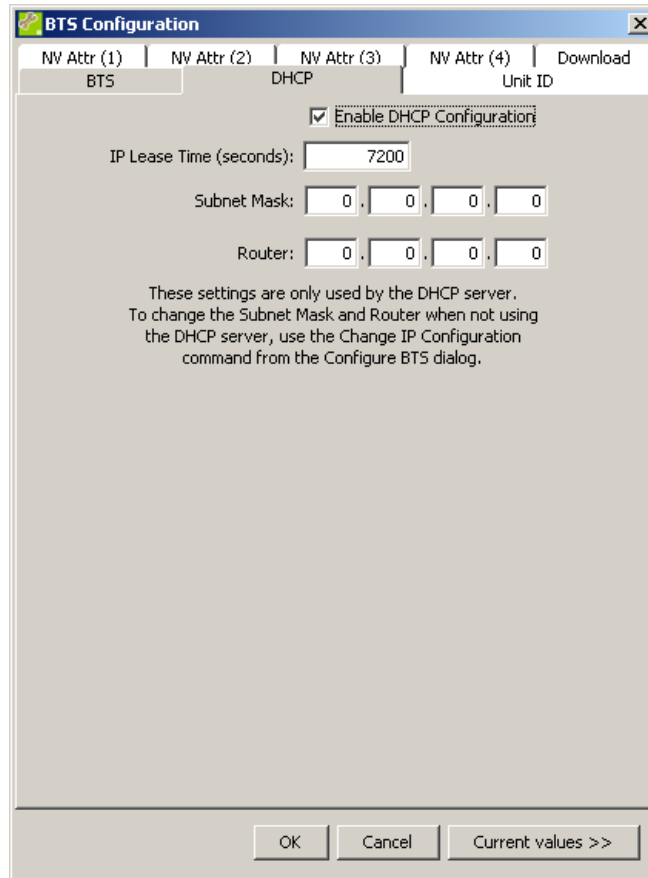 BTS Configuration
NV Attr (1) NV Attr (2) NV Attr (3) NV Attr (4) Download
BTS DHCP Unit ID
Enable DHCP Configuration
IP Lease Time (seconds): 7200
Subnet Mask: 0 . 0 . 0 . 0
Router: 0 . 0 . 0 . 0
These settings are only used by the DHCP server.
To change the Subnet Mask and Router when not using
the DHCP server, use the Change IP Configuration
command from the Configure BTS dialog.
OK Cancel Current values >>